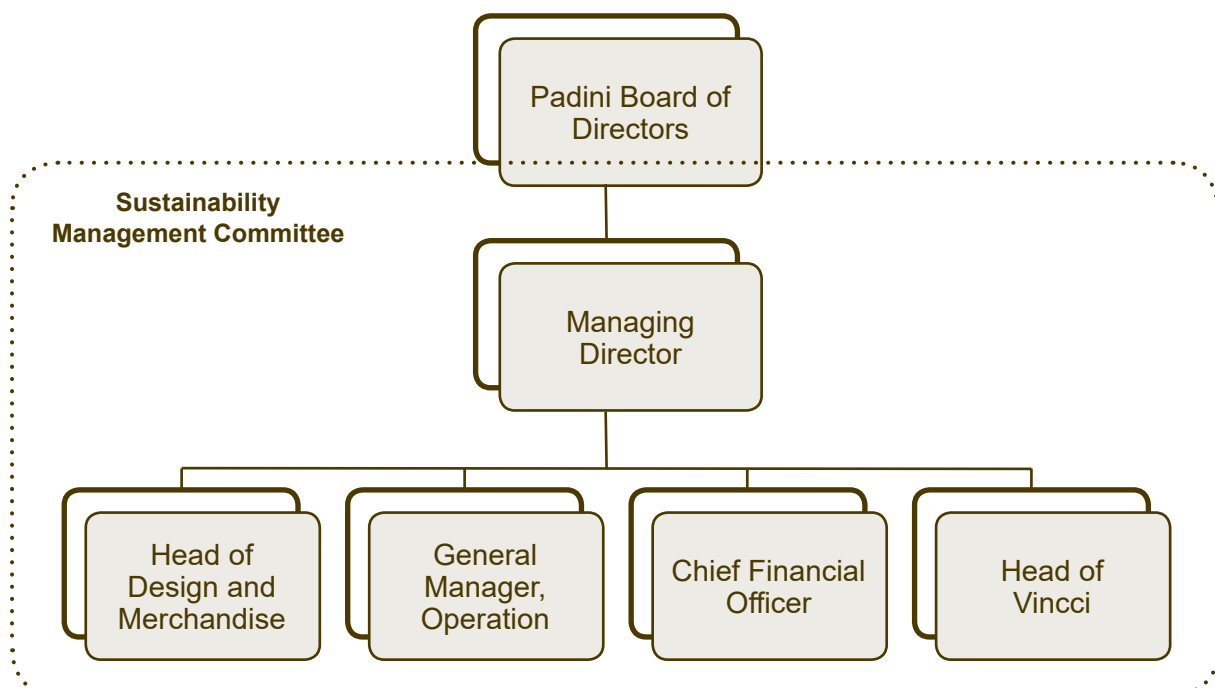 Padini Board of
Directors
Sustainability
Management Committee
Managing
Director
Head of
Design and
Merchandise
General
Manager,
Operation
Chief Financial
Officer
Head of
Vincci